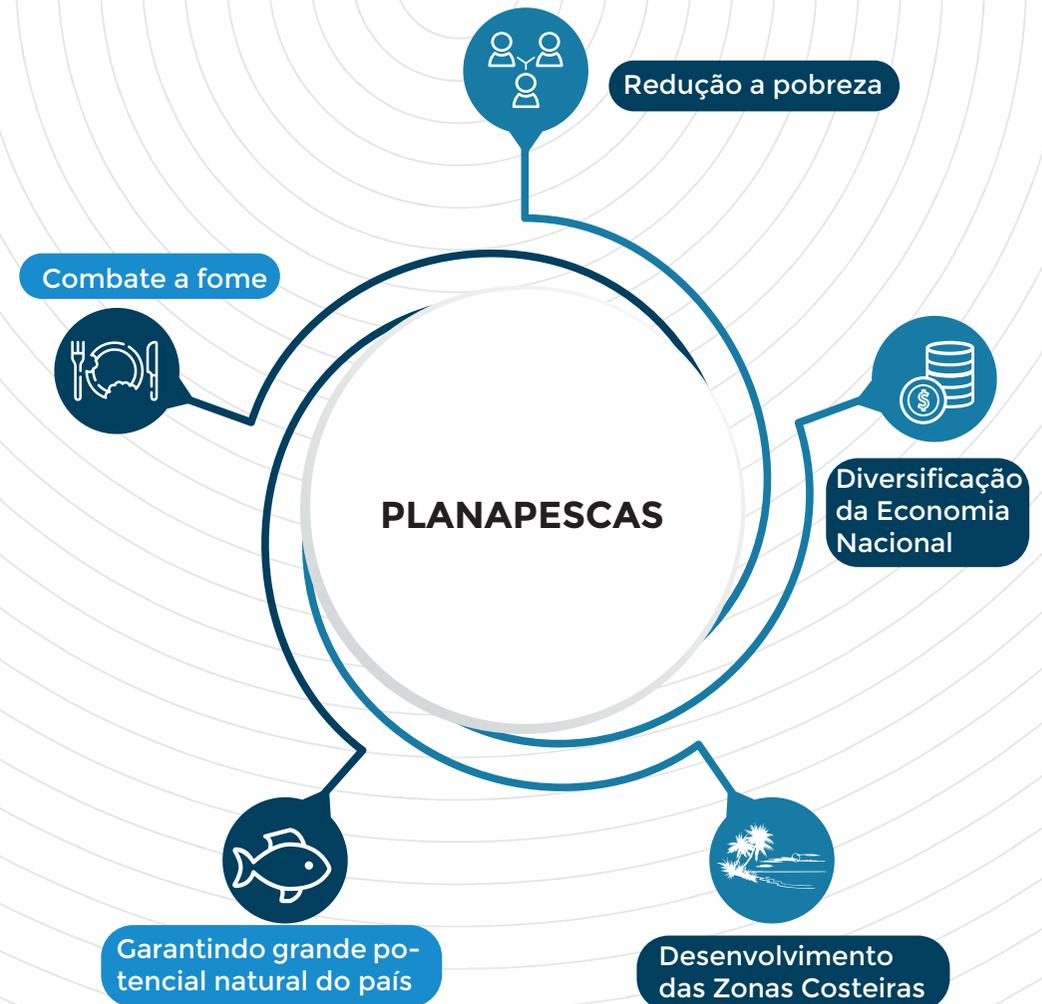 Redução a pobreza
Combate a fome
Diversificação
da Economia
Nacional
PLANAPESCAS
Garantindo grande po-
tencial natural do país
Desenvolvimento
das Zonas Costeiras